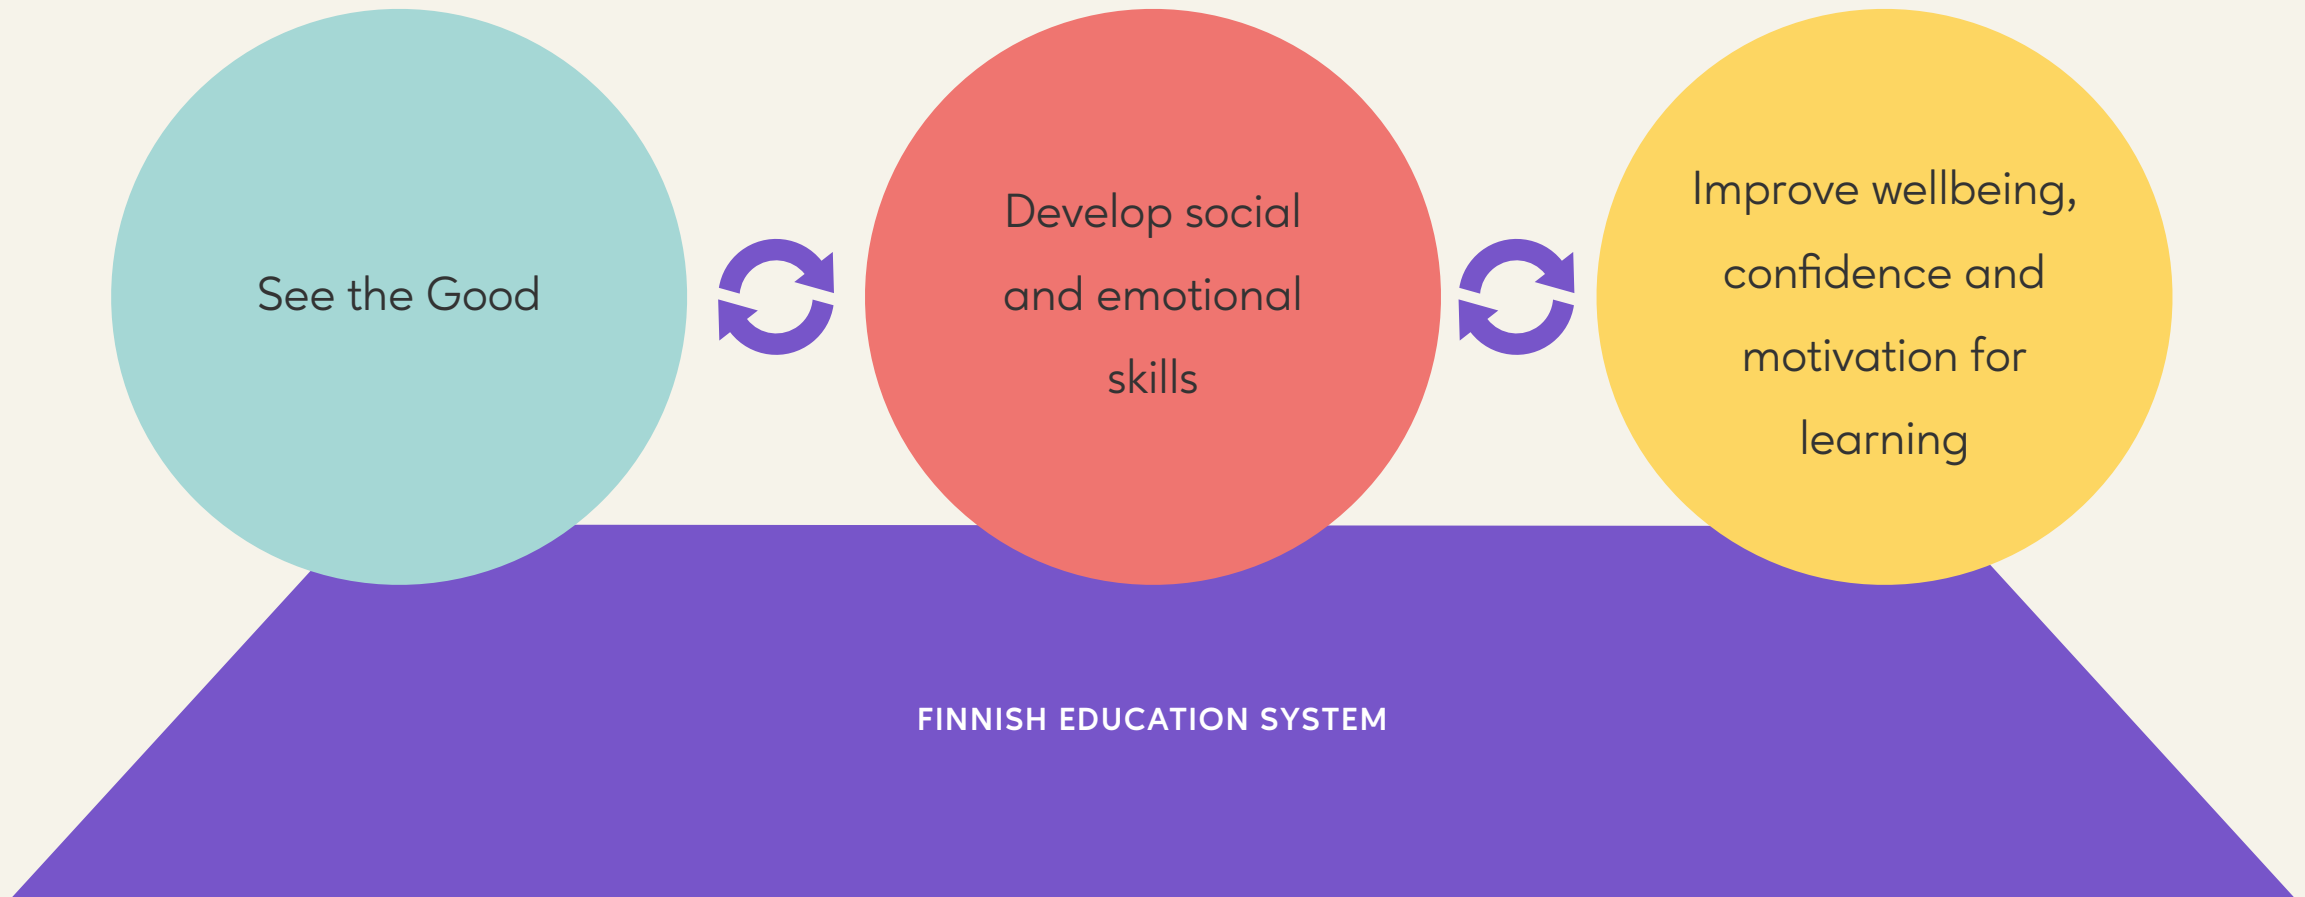 See the Good
Develop social
and emotional
skills
Improve wellbeing,
confidence and
motivation for
learning
FINNISH EDUCATION SYSTEM